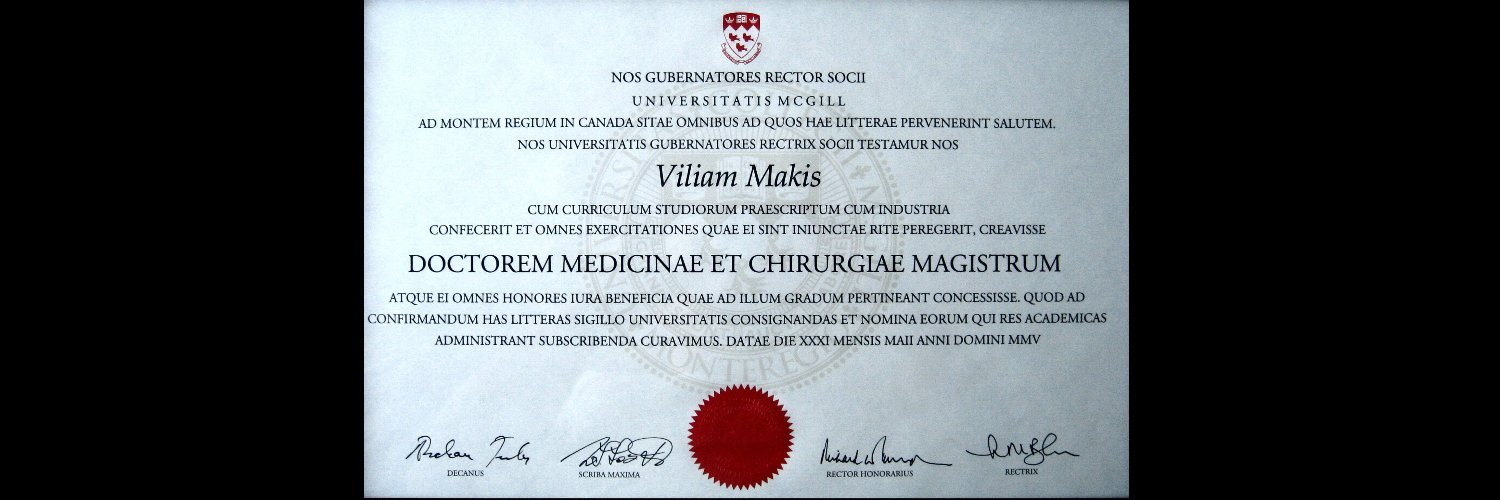 NOS GUBERNATORES RECTOR SOCII
UNIVERSITATIS MCGILL
AD MONTEM REGIUM IN CANADA SITAE OMNIBUS AD QUOS HAE LITTERAE PERVENERINT SALUTEM.
NOS UNIVERSITATIS GUBERNATORES RECTRIX SOCII TESTAMUR NOS
Viliam Makis
CUM CURRICULUM STUDIORUM PRAESCRIPTUM CUM INDUSTRIA
CONFECERIT ET OMNES EXERCITATIONES QUAE EI SINT INIUNCTAE RITE PEREGERIT, CREAVISSE
DOCTOREM MEDICINAE ET CHIRURGIAE MAGISTRUM
ATQUE EI OMNES HONORES IURA BENEFICIA QUAE AD ILLUM GRADUM PERTINEANT CONCESSISSE. QUOD AD
CONFIRMANDUM HAS LITTERAS SIGILLO UNIVERSITATIS CONSIGNANDAS ET NOMINA EORUM QUI RES ACADEMICAS
ADMINISTRANT SUBSCRIBENDA CURAVIMUS. DATAE DIE XXXI MENSIS MAII ANNI DOMINI MMV
DECANUS
SCRIBA MAXIMA
RECTOR HONORARIUS
RECTRIX